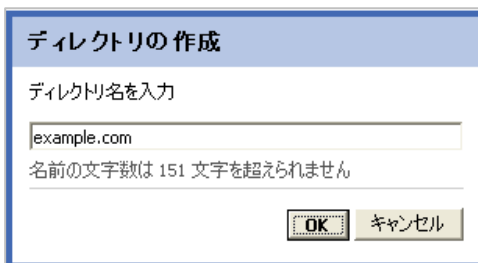 ディレクトリの作成
ディレクトリ名を入力
example.com
名前の文字数は 151 文字を超えられません
OK キャンセル